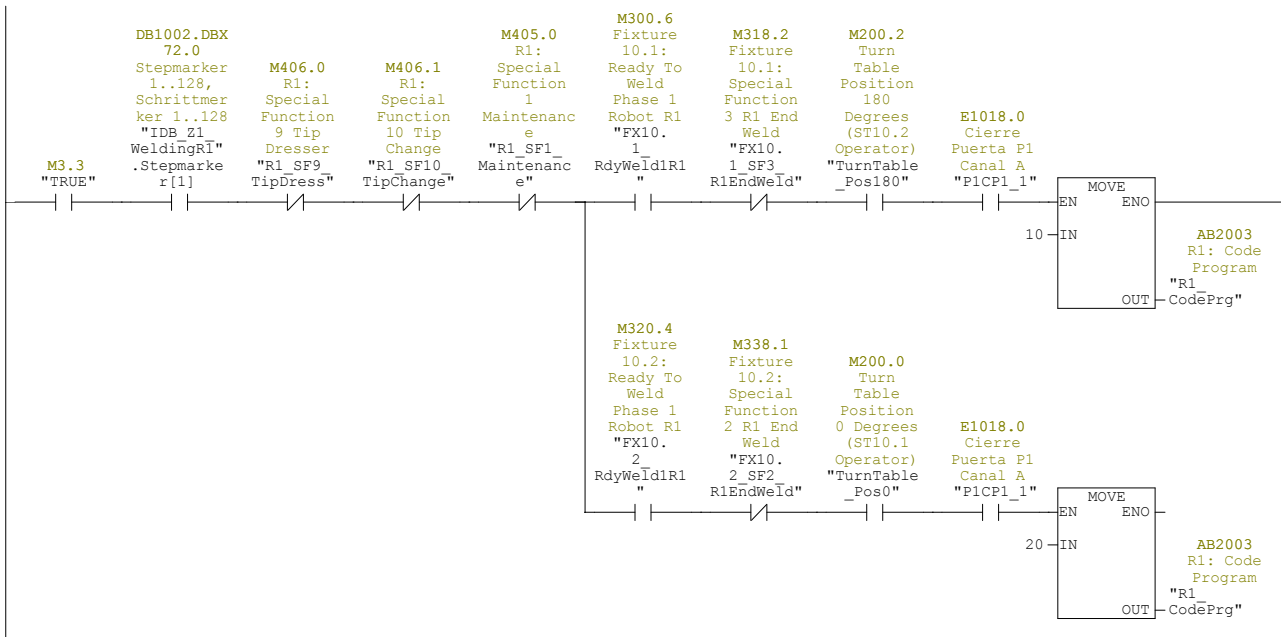 M3.3
"TRUE"
DB1002.DBX
72.0
Stepmarker
1..128,
Schrittmer
ker 1..128
"IDB_Z1_
WeldingR1"
.Stepmarke
r[1]
M406.0
R1:
Special
Function
9 Tip
Dresser
"R1_SF9_
TipDress"
M406.1
R1:
Special
Function
10 Tip
Change
"R1_SF10_
TipChange"
M405.0
R1:
Special
Function
1
Maintenanc
e
"R1_SF1_
Maintenanc
e"
M300.6
Fixture
10.1:
Ready To
Weld
Phase 1
Robot R1
"FX10.
1_
RdyWeld1R1
"
M318.2
Fixture
10.1:
Special
Function
3 R1 End
Weld
"FX10.
1_SF3_
R1EndWeld"
M200.2
Turn
Table
Position
180
Degrees
(ST10.2
Operator)
"TurnTable
_Pos180"
E1018.0
Cierre
Puerta P1
Canal A
"P1CP1_1"
MOVE
EN ENO
10 IN
OUT
AB2003
R1: Code
Program
"R1_
CodePrg"
M320.4
Fixture
10.2:
Ready To
Weld
Phase 1
Robot R1
"FX10.
2_
RdyWeld1R1
"
M338.1
Fixture
10.2:
Special
Function
2 R1 End
Weld
"FX10.
2_SF2_
R1EndWeld"
M200.0
Turn
Table
Position
0 Degrees
(ST10.1
Operator)
"TurnTable
_Pos0"
E1018.0
Cierre
Puerta P1
Canal A
"P1CP1_1"
MOVE
EN ENO
20 IN
OUT
AB2003
R1: Code
Program
"R1_
CodePrg"